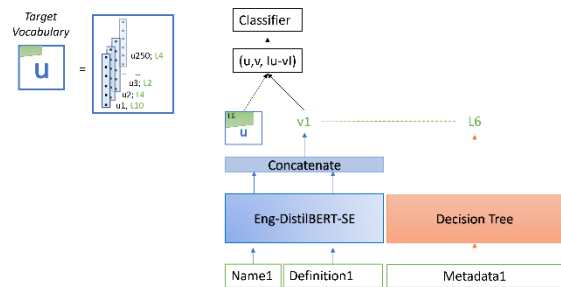 Target
Vocabulary
u
=
u250; L4
... ...
u3; L2
u2; L4
u1, L10
Classifier
(u,v, |u-v|)
L6
u
v1
L6
Concatenate
Eng-DistilBERT-SE
Decision Tree
Name1
Definition1
Metadata1